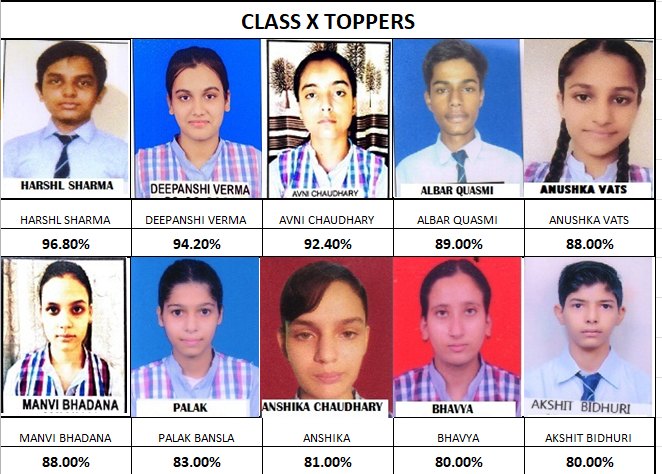 CLASS X TOPPERS
HARSHL SHARMA
DEEPANSHI VERMA
AVNI CHAUDHARY
ALBAR QUASMI
ANUSHKA VATS
HARSHL SHARMA DEEPANSHI VERMA AVNI CHAUDHARY ALBAR QUASMI ANUSHKA VATS
96.80% 94.20% 92.40% 89.00% 88.00%
MANVI BHADANA
PALAK
ANSHIKA CHAUDHARY
BHAVYA
AKSHIT BIDHURI
MANVI BHADANA PALAK BANSLA ANSHIKA BHAVYA AKSHIT BIDHURI
88.00% 83.00% 81.00% 80.00% 80.00%